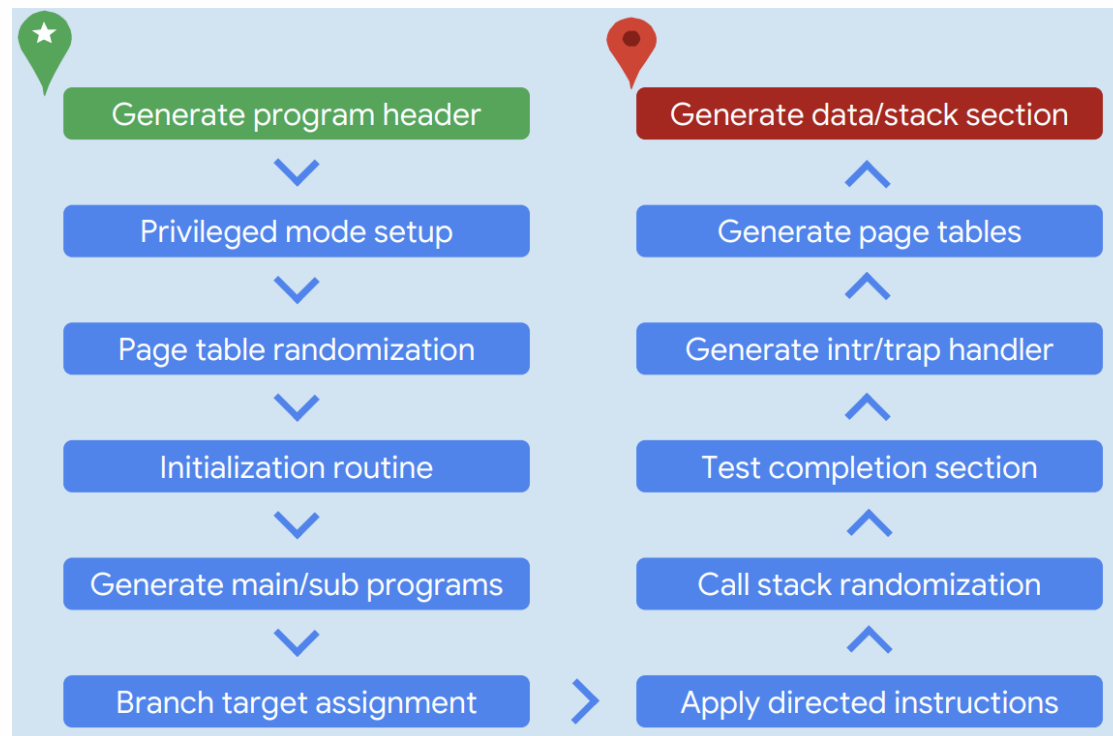 Generate program header
Privileged mode setup
Page table randomization
Initialization routine
Generate main/sub programs
Branch target assignment
Apply directed instructions
Call stack randomization
Test completion section
Generate intr/trap handler
Generate page tables
Generate data/stack section